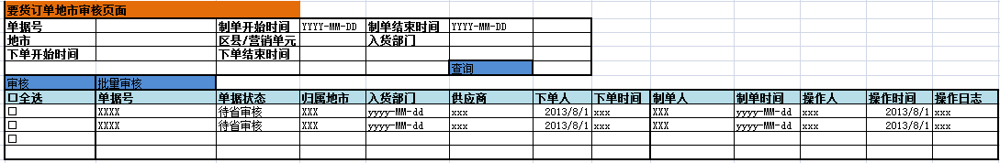 要货订单地市审核页面
单据号 制单开始时间 YYYY-MM-DD 制单结束时间 YYYY-MM-DD
地市 区县/营销单元 入货部门
下单开始时间 下单结束时间
查询
审核 批量审核
全选 单据号 单据状态 归属地市 入货部门 供应商 下单人 下单时间 制单人 制单时间 操作人 操作时间 操作日志
XXXX 待省审核 XXX yyyy-MM-dd xxx 2013/8/1 xxx XXX yyyy-MM-dd xxx 2013/8/1 xxx
XXXX 待省审核 XXX yyyy-MM-dd xxx 2013/8/1 xxx XXX yyyy-MM-dd xxx 2013/8/1 xxx